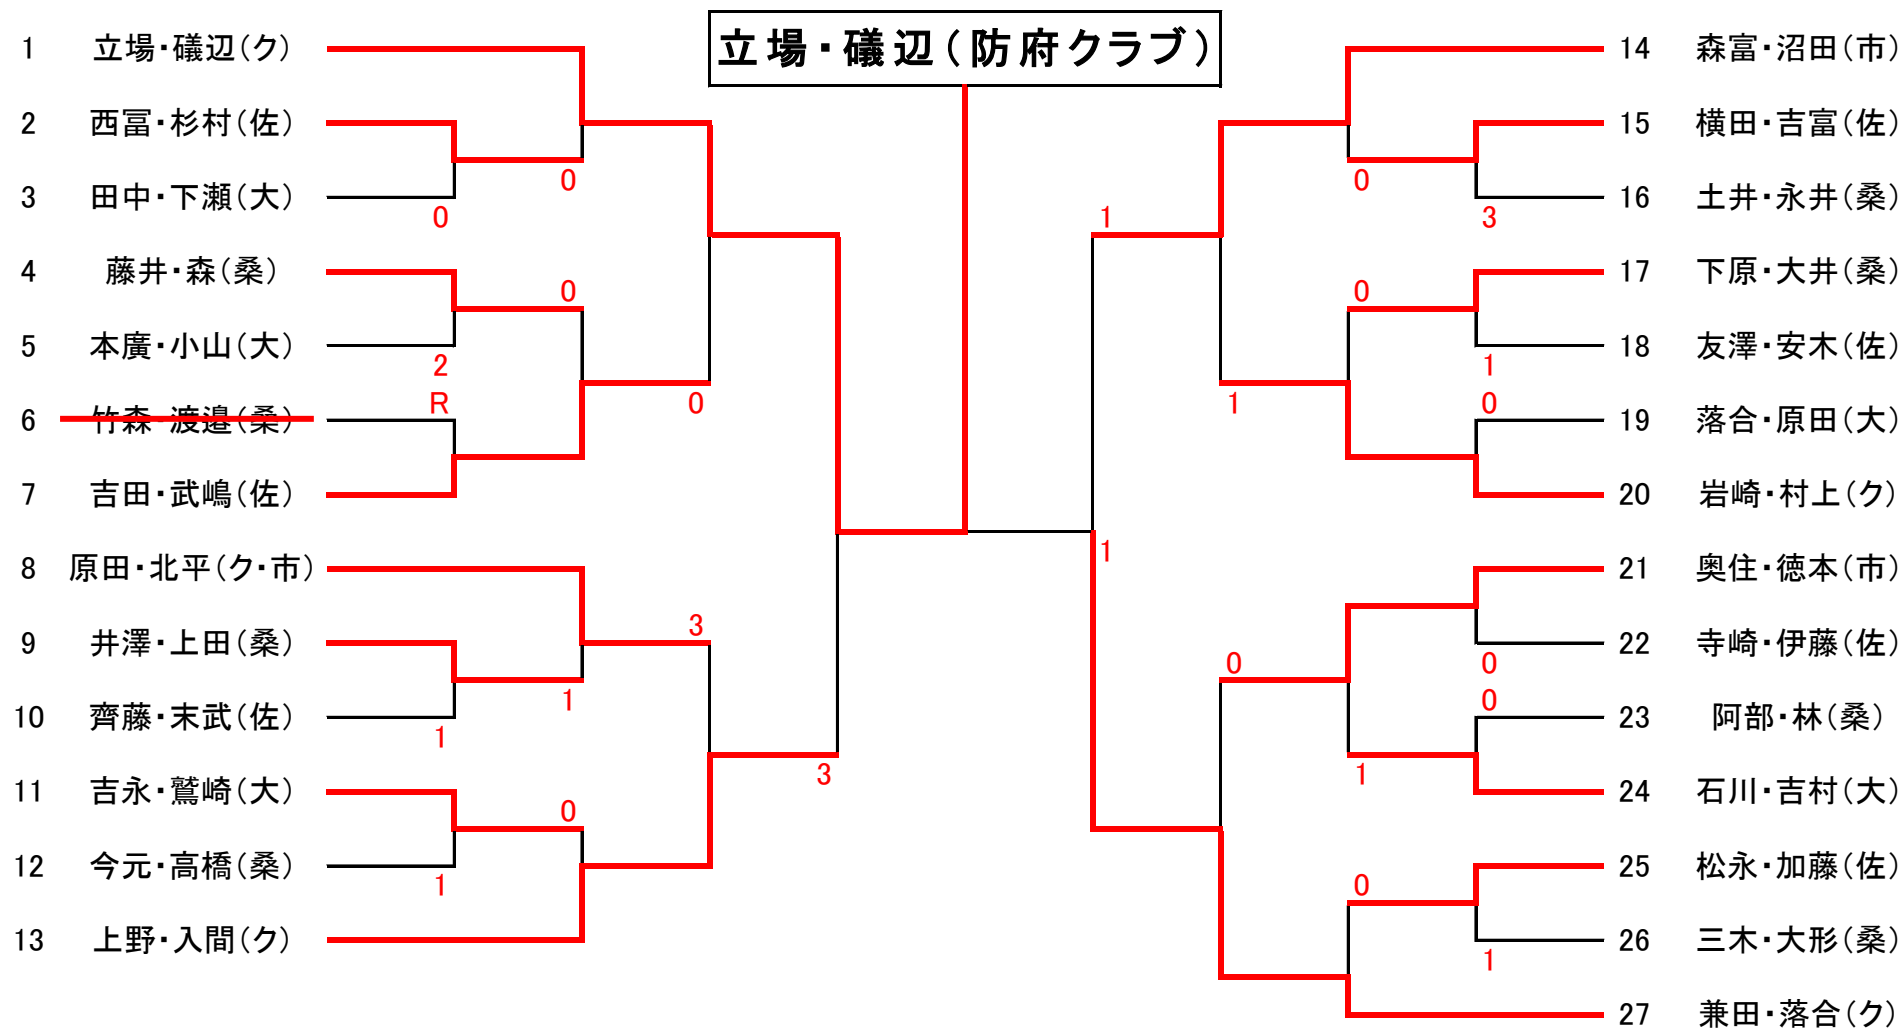 立場・礒辺(防府クラブ)
1 立場・礒辺(ク)
2 西冨・杉村(佐)
0
3 田中・下瀬(大)
0
4 藤井・森(桑)
0
5 本廣・小山(大)
2
R
0
6 竹森・渡邉(桑)
7 吉田・武嶋(佐)
8 原田・北平(ク・市)
3
9 井澤・上田(桑)
1
10 齊藤・末武(佐)
1
3
11 吉永・鷲崎(大)
0
12 今元・高橋(桑)
1
13 上野・入間(ク)
14 森富・沼田(市)
15 横田・吉富(佐)
0
16 土井・永井(桑)
1
3
17 下原・大井(桑)
0
18 友澤・安木(佐)
1
1
0
19 落合・原田(大)
20 岩崎・村上(ク)
1
21 奥住・徳本(市)
22 寺崎・伊藤(佐)
0
0
0
23 阿部・林(桑)
1
24 石川・吉村(大)
25 松永・加藤(佐)
0
26 三木・大形(桑)
1
27 兼田・落合(ク)